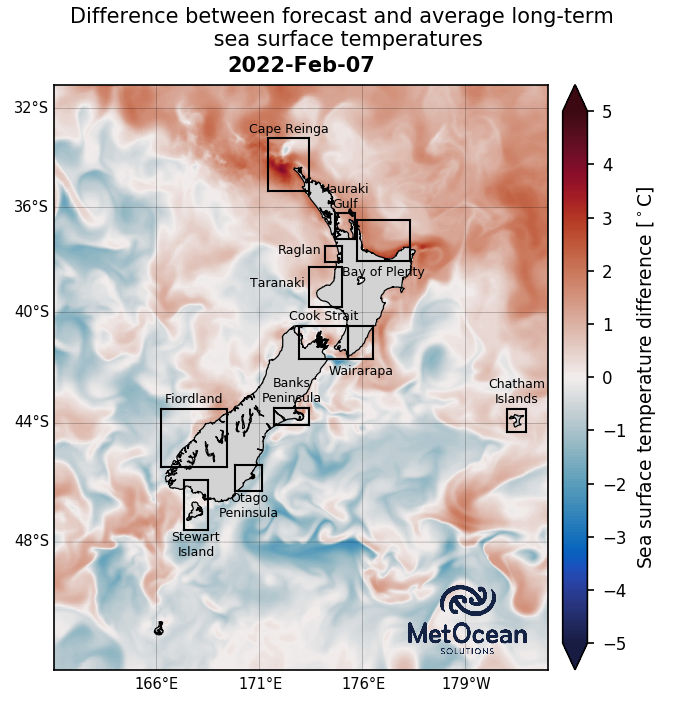 Difference between forecast and average long-term
sea surface temperatures
2022-Feb-07
32°S
36°S
40°S
44°S
48°S
Cape Reinga
Hauraki
Gulf
Raglan
Bay of Plenty
Taranaki
Cook Strait
Wairarapa
Banks
Peninsula
Fiordland
Chatham
Islands
Otago
Peninsula
Stewart
Island
MetOcean
SOLUTIONS
166°E
171°E
176°E
179°W
5
4
3
2
1
0
−1
−2
−3
−4
−5
Sea surface temperature difference [°C]